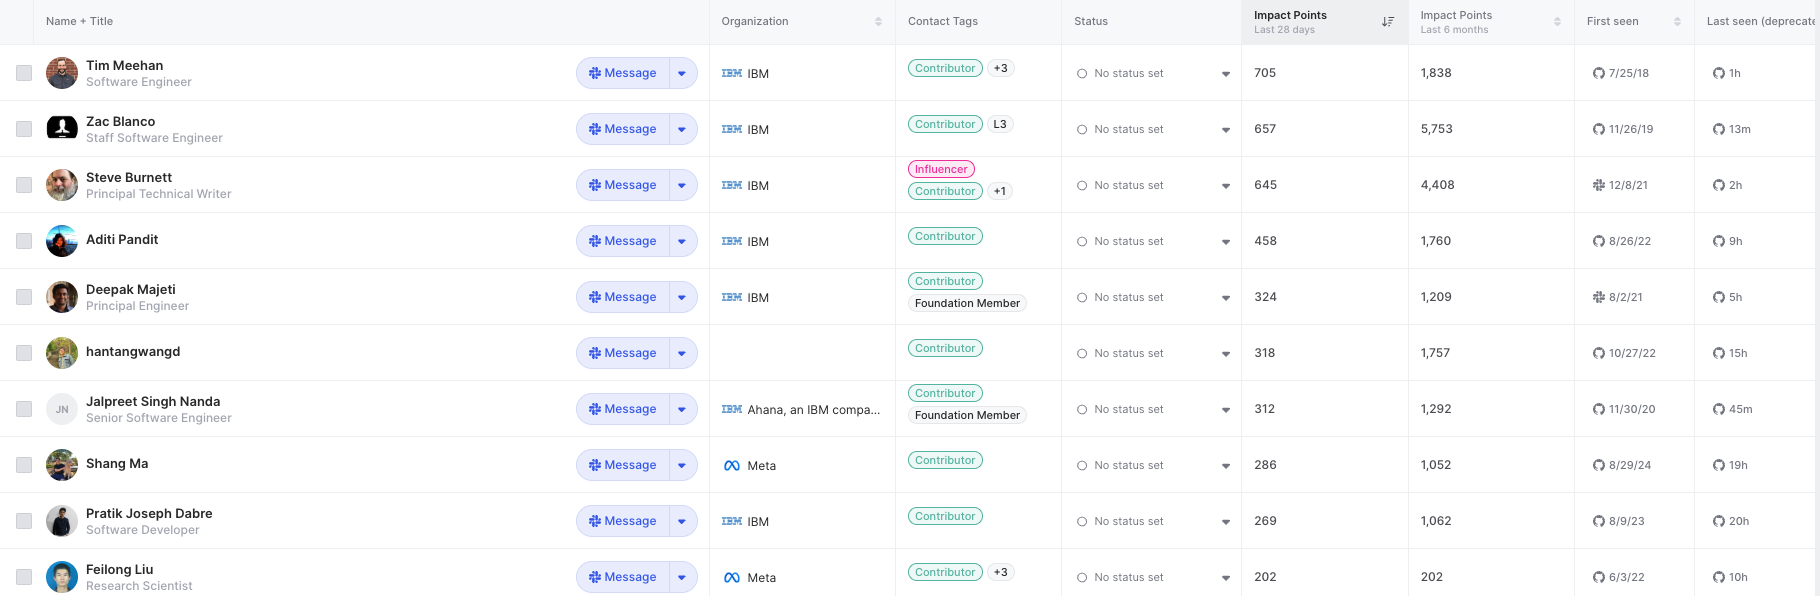 Name + Title Organization Contact Tags Status Impact Points Impact Points First seen Last seen (deprecate
Last 28 days Last 6 months
Tim Meehan
Software Engineer
Message IBM IBM Contributor +3 No status set 705 1,838 7/25/18 1h
Zac Blanco
Staff Software Engineer
Message IBM IBM Contributor L3 No status set 657 5,753 11/26/19 13m
Steve Burnett
Principal Technical Writer
Message IBM IBM Influencer
Contributor +1 No status set 645 4,408 12/8/21 2h
Aditi Pandit
Message IBM IBM Contributor No status set 458 1,760 8/26/22 9h
Deepak Majeti
Principal Engineer
Message IBM IBM Contributor
Foundation Member No status set 324 1,209 8/2/21 5h
hantangwangd
Message Contributor No status set 318 1,757 10/27/22 15h
JN
Jalpreet Singh Nanda
Senior Software Engineer
Message IBM Ahana, an IBM compa... Contributor
Foundation Member No status set 312 1,292 11/30/20 45m
Shang Ma
Message Meta Contributor No status set 286 1,052 8/29/24 19h
Pratik Joseph Dabre
Software Developer
Message IBM IBM Contributor No status set 269 1,062 8/9/23 20h
Feilong Liu
Research Scientist
Message Meta Contributor +3 No status set 202 202 6/3/22 10h